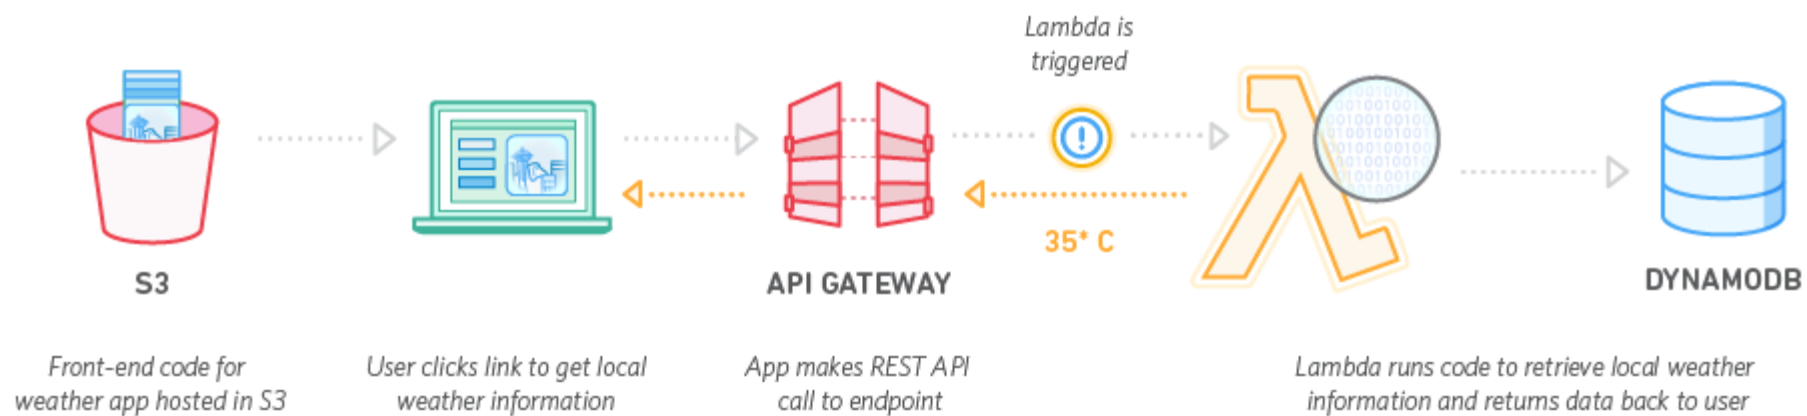 Lambda is
triggered
35* C
S3
API GATEWAY
DYNAMODB
Front-end code for
weather app hosted in S3
User clicks link to get local
weather information
App makes REST API
call to endpoint
Lambda runs code to retrieve local weather
information and returns data back to user